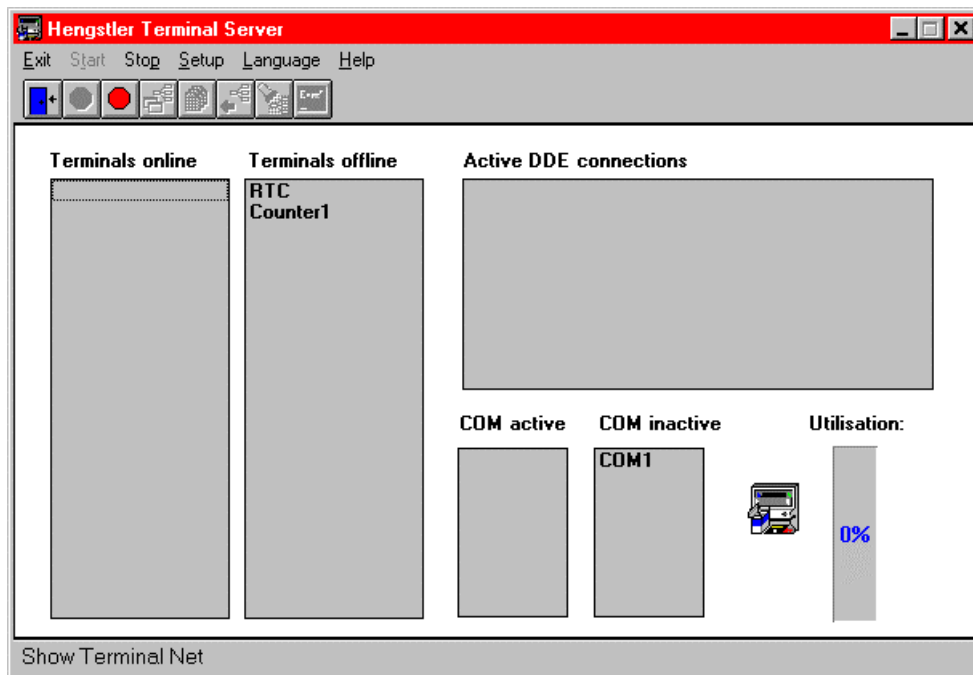 Hengstler Terminal Server
Exit Start Stop Setup Language Help
Terminals online
Terminals offline
Active DDE connections
RTC
Counter1
COM active
COM inactive
Utilisation:
COM1
0%
Show Terminal Net